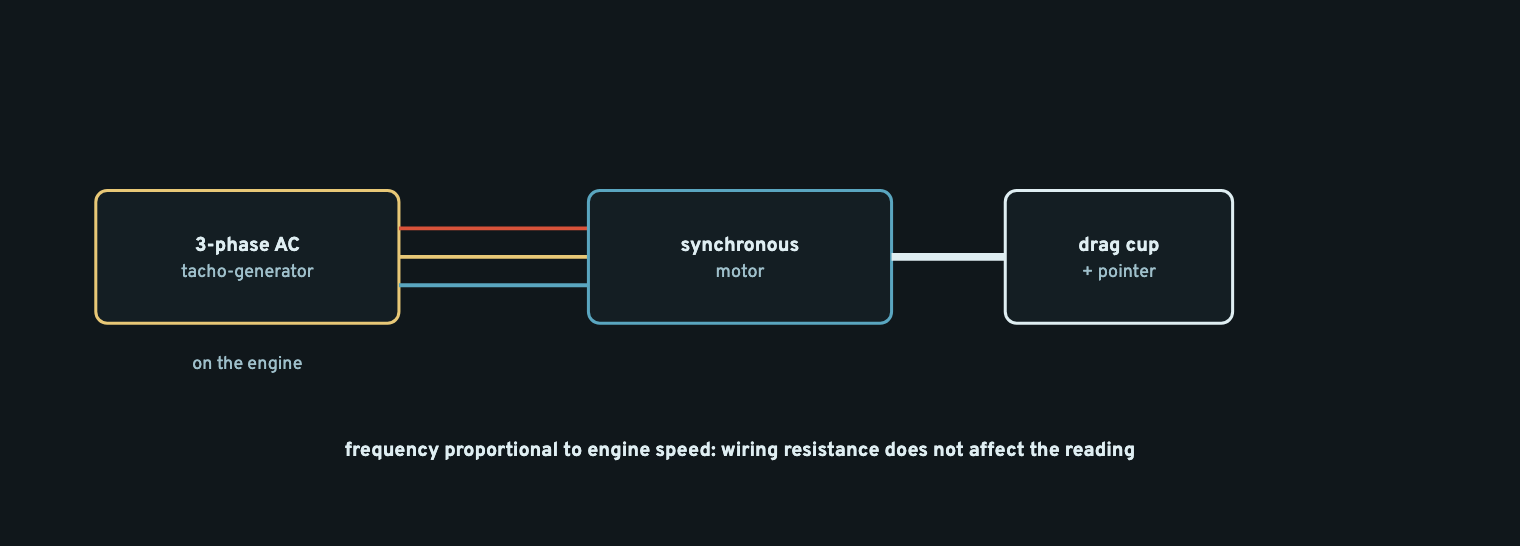 3-phase AC
tacho-generator
synchronous
motor
drag cup
+ pointer
on the engine
frequency proportional to engine speed: wiring resistance does not affect the reading